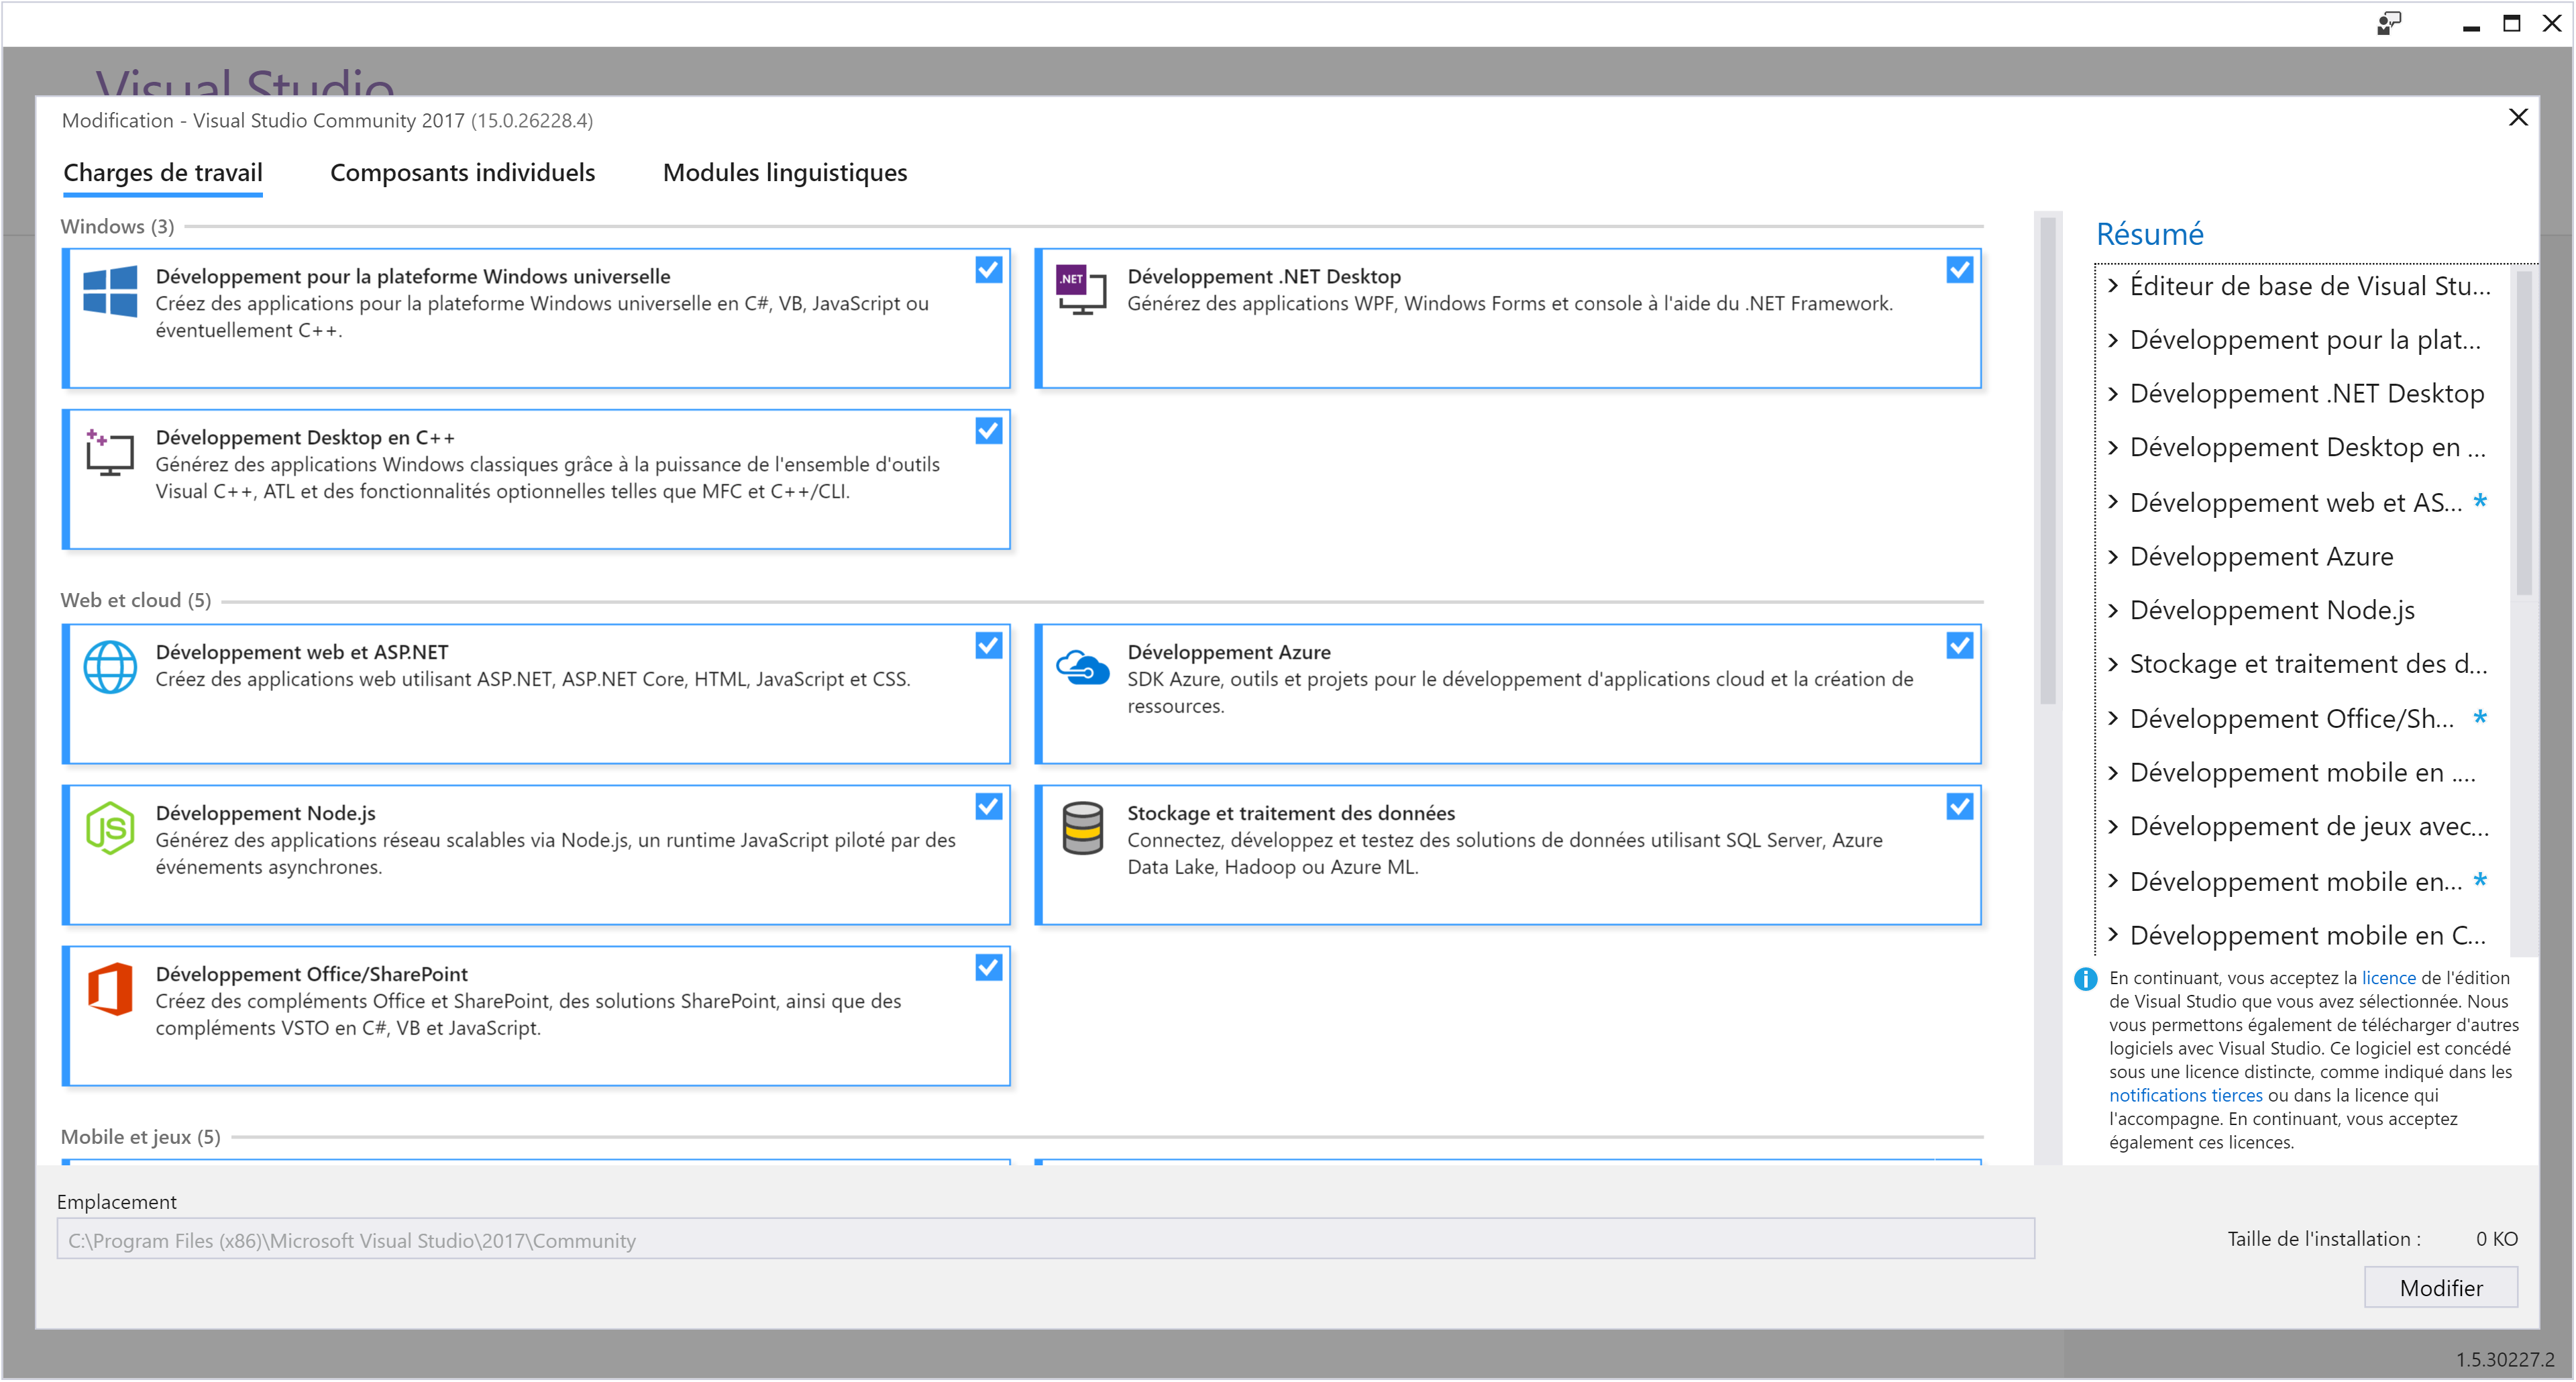 Visual Studio
Modification - Visual Studio Community 2017 (15.0.26228.4)
Charges de travail
Composants individuels
Modules linguistiques
Windows (3)
Développement pour la plateforme Windows universelle
Créez des applications pour la plateforme Windows universelle en C#, VB, JavaScript ou
éventuellement C++.
.NET
Développement .NET Desktop
Générez des applications WPF, Windows Forms et console à l'aide du .NET Framework.
Développement Desktop en C++
Générez des applications Windows classiques grâce à la puissance de l'ensemble d'outils
Visual C++, ATL et des fonctionnalités optionnelles telles que MFC et C++/CLI.
Web et cloud (5)
Développement web et ASP.NET
Créez des applications web utilisant ASP.NET, ASP.NET Core, HTML, JavaScript et CSS.
Développement Azure
SDK Azure, outils et projets pour le développement d'applications cloud et la création de
ressources.
JS
Développement Node.js
Générez des applications réseau scalables via Node.js, un runtime JavaScript piloté par des
événements asynchrones.
Stockage et traitement des données
Connectez, développez et testez des solutions de données utilisant SQL Server, Azure
Data Lake, Hadoop ou Azure ML.
Développement Office/SharePoint
Créez des compléments Office et SharePoint, des solutions SharePoint, ainsi que des
compléments VSTO en C#, VB et JavaScript.
Mobile et jeux (5)
Résumé
> Éditeur de base de Visual Stu...
> Développement pour la plat...
> Développement .NET Desktop
> Développement Desktop en ...
> Développement web et AS... *
> Développement Azure
> Développement Node.js
> Stockage et traitement des d...
> Développement Office/Sh... *
> Développement mobile en ....
> Développement de jeux avec...
> Développement mobile en... *
> Développement mobile en C...
En continuant, vous acceptez la licence de l'édition
de Visual Studio que vous avez sélectionnée. Nous
vous permettons également de télécharger d'autres
logiciels avec Visual Studio. Ce logiciel est concédé
sous une licence distincte, comme indiqué dans les
notifications tierces ou dans la licence qui
l'accompagne. En continuant, vous acceptez
également ces licences.
Emplacement
C:\Program Files (x86)\Microsoft Visual Studio\2017\Community
Taille de l'installation : 0 KO
Modifier
1.5.30227.2